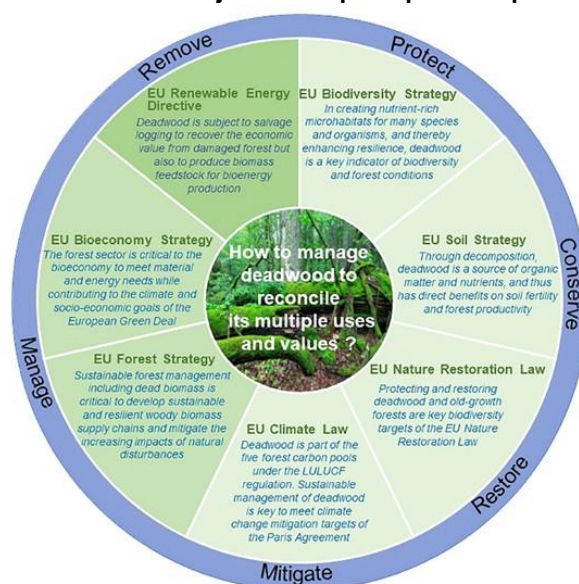 Remove
Protect
EU Renewable Energy
Directive
Deadwood is subject to salvage
logging to recover the economic
value from damaged forest but
also to produce biomass
feedstock for bioenergy
production
EU Biodiversity Strategy
In creating nutrient-rich
microhabitats for many species
and organisms, and thereby
enhancing resilience, deadwood
is a key indicator of biodiversity
and forest conditions
EU Bioeconomy Strategy
The forest sector is critical to the
bioeconomy to meet material
and energy needs while
contributing to the climate and
socio-economic goals of the
European Green Deal
How to manage
deadwood to
reconcile
its multiple uses
and values ?
EU Soil Strategy
Through decomposition,
deadwood is a source of organic
matter and nutrients, and thus
has direct benefits on soil fertility
and forest productivity
Conserve
Manage
EU Forest Strategy
Sustainable forest management
including dead biomass is
critical to develop sustainable
and resilient woody biomass
supply chains and mitigate the
increasing impacts of natural
disturbances
EU Nature Restoration Law
Protecting and restoring
deadwood and old-growth
forests are key biodiversity
targets of the EU Nature
Restoration Law
EU Climate Law
Deadwood is part of the
five forest carbon pools
under the LULUCF
regulation. Sustainable
management of deadwood
is key to meet climate
change mitigation targets of
the Paris Agreement
Restore
Mitigate